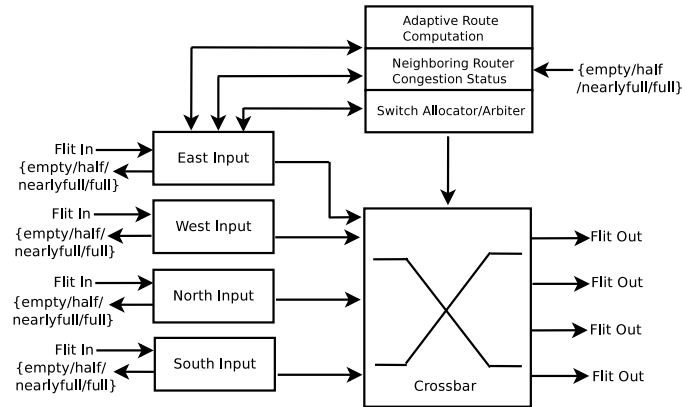 Adaptive Route
Computation
Neighboring Router
Congestion Status
{empty/half
/nearlyfull/full}
Switch Allocator/Arbiter
Flit In
{empty/half/
nearlyfull/full}
East Input
Flit In
{empty/half/
nearlyfull/full}
West Input
Flit In
{empty/half/
nearlyfull/full}
North Input
Flit In
{empty/half/
nearlyfull/full}
South Input
Crossbar
Flit Out
Flit Out
Flit Out
Flit Out